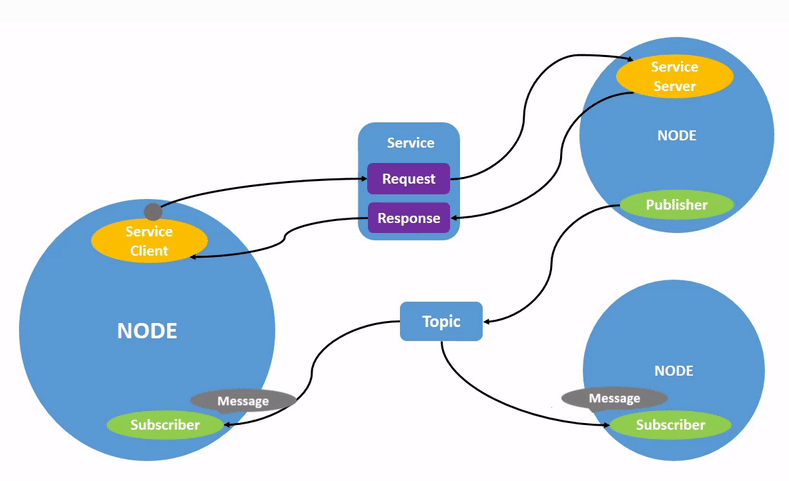 Service
Server
NODE
Publisher
Service
Request
Response
Service
Client
NODE
Topic
Message
Subscriber
NODE
Message
Subscriber